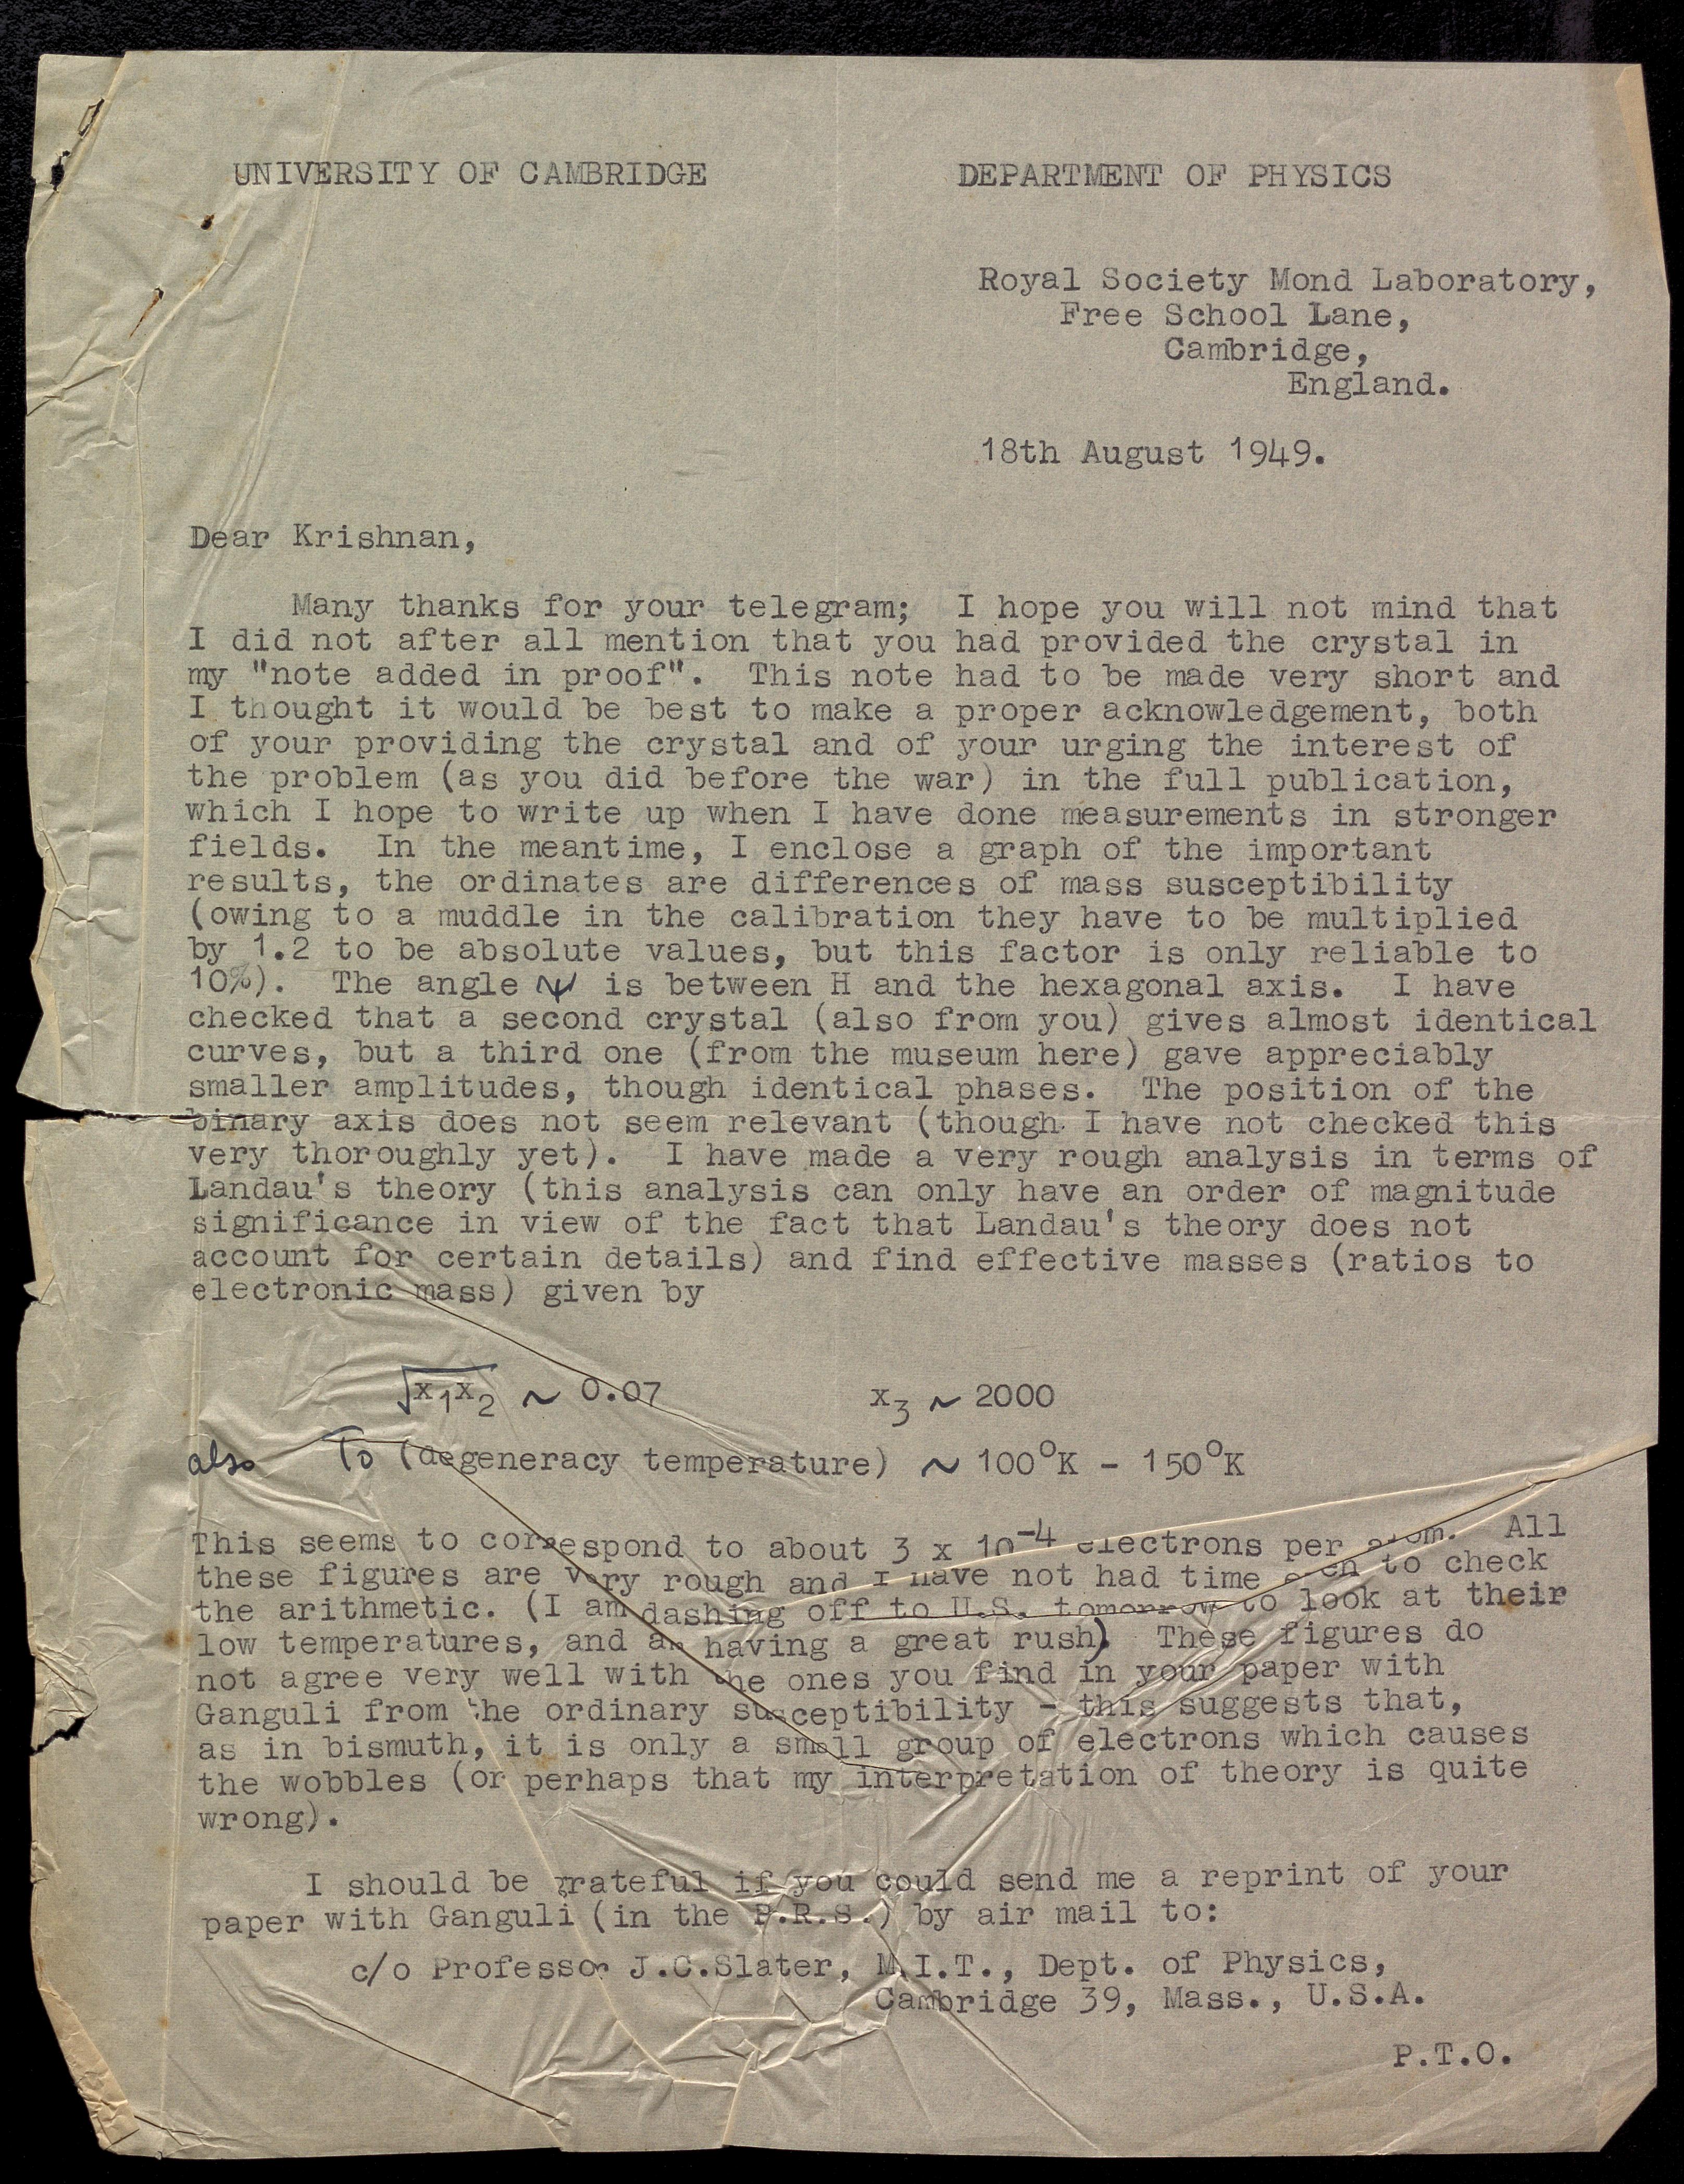 UNIVERSITY OF CAMBRIDGE DEPARTMENT OF PHYSICS
Royal Society Mond Laboratory,
Free School Lane,
Cambridge,
England.
18th August 1949.
Dear Krishnan,
Many thanks for your telegram; I hope you will not mind that
I did not after all mention that you had provided the crystal in
my "note added in proof". This note had to be made very short and
I thought it would be best to make a proper acknowledgement, both
of your providing the crystal and of your urging the interest of
the problem (as you did before the war) in the full publication,
which I hope to write up when I have done measurements in stronger
fields. In the meantime, I enclose a graph of the important
results, the ordinates are differences of mass susceptibility
(owing to a muddle in the calibration they have to be multiplied
by 1.2 to be absolute values, but this factor is only reliable to
10%). The angle ψ is between H and the hexagonal axis. I have
checked that a second crystal (also from you) gives almost identical
curves, but a third one (from the museum here) gave appreciably
smaller amplitudes, though identical phases. The position of the
binary axis does not seem relevant (though I have not checked this
very thoroughly yet). I have made a very rough analysis in terms of
Landau's theory (this analysis can only have an order of magnitude
significance in view of the fact that Landau's theory does not
account for certain details) and find effective masses (ratios to
electronic mass) given by
√x₁x₂ ~ 0.07 x₃ ~ 2000
also To (degeneracy temperature) ~ 100°K - 150°K
This seems to correspond to about 3 x 10⁻⁴ electrons per atom. All
these figures are very rough and I have not had time even to check
the arithmetic. (I am dashing off to U.S. tomorrow to look at their
low temperatures, and am having a great rush). These figures do
not agree very well with the ones you find in your paper with
Ganguli from the ordinary susceptibility - this suggests that,
as in bismuth, it is only a small group of electrons which causes
the wobbles (or perhaps that my interpretation of theory is quite
wrong).
I should be grateful if you could send me a reprint of your
paper with Ganguli (in the P.R.S.) by air mail to:
c/o Professor J.C.Slater, M.I.T., Dept. of Physics,
Cambridge 39, Mass., U.S.A.
P.T.O.